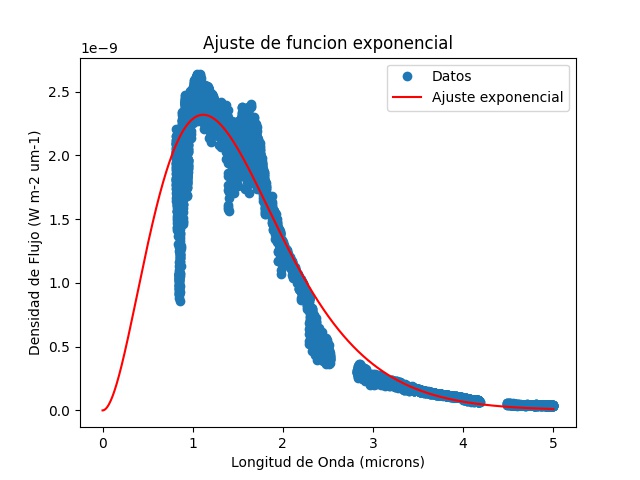 Ajuste de funcion exponencial
1e−9
Datos
Ajuste exponencial
Densidad de Flujo (W m-2 um-1)
2.5
2.0
1.5
1.0
0.5
0.0
0 1 2 3 4 5
Longitud de Onda (microns)